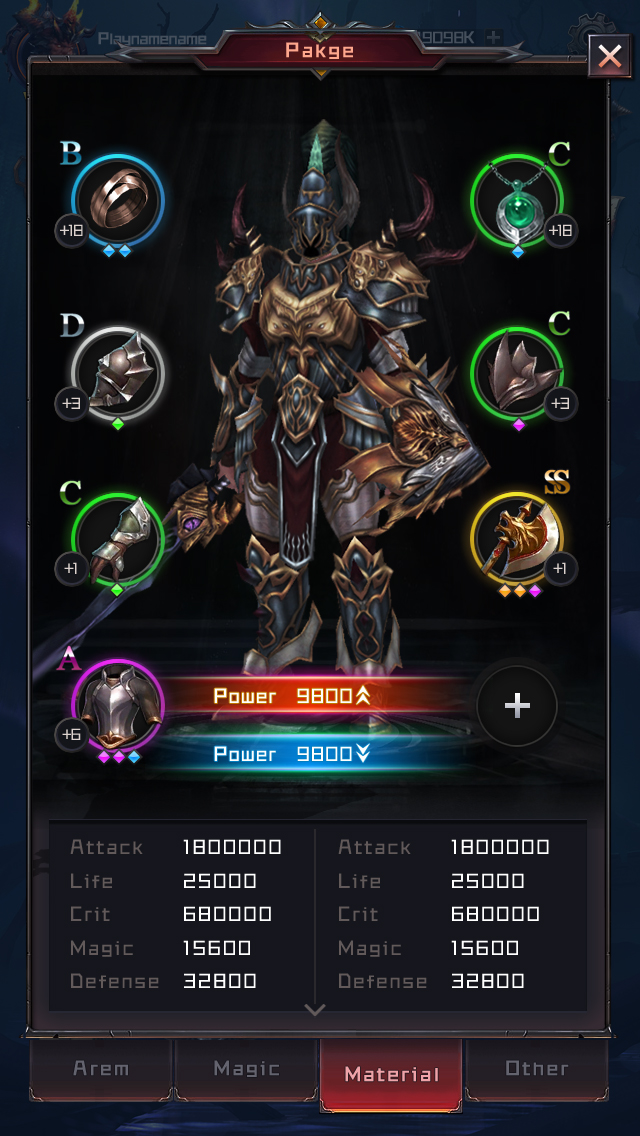 Playnamename
9098K +
Pakge
B
+18
C
+18
D
+3
C
+3
C
+1
SS
+1
A
+6
Power 9800
Power 9800
+
Attack 1800000 Attack 1800000
Life 25000 Life 25000
Crit 680000 Crit 680000
Magic 15600 Magic 15600
Defense 32800 Defense 32800
Arem Magic Material Other